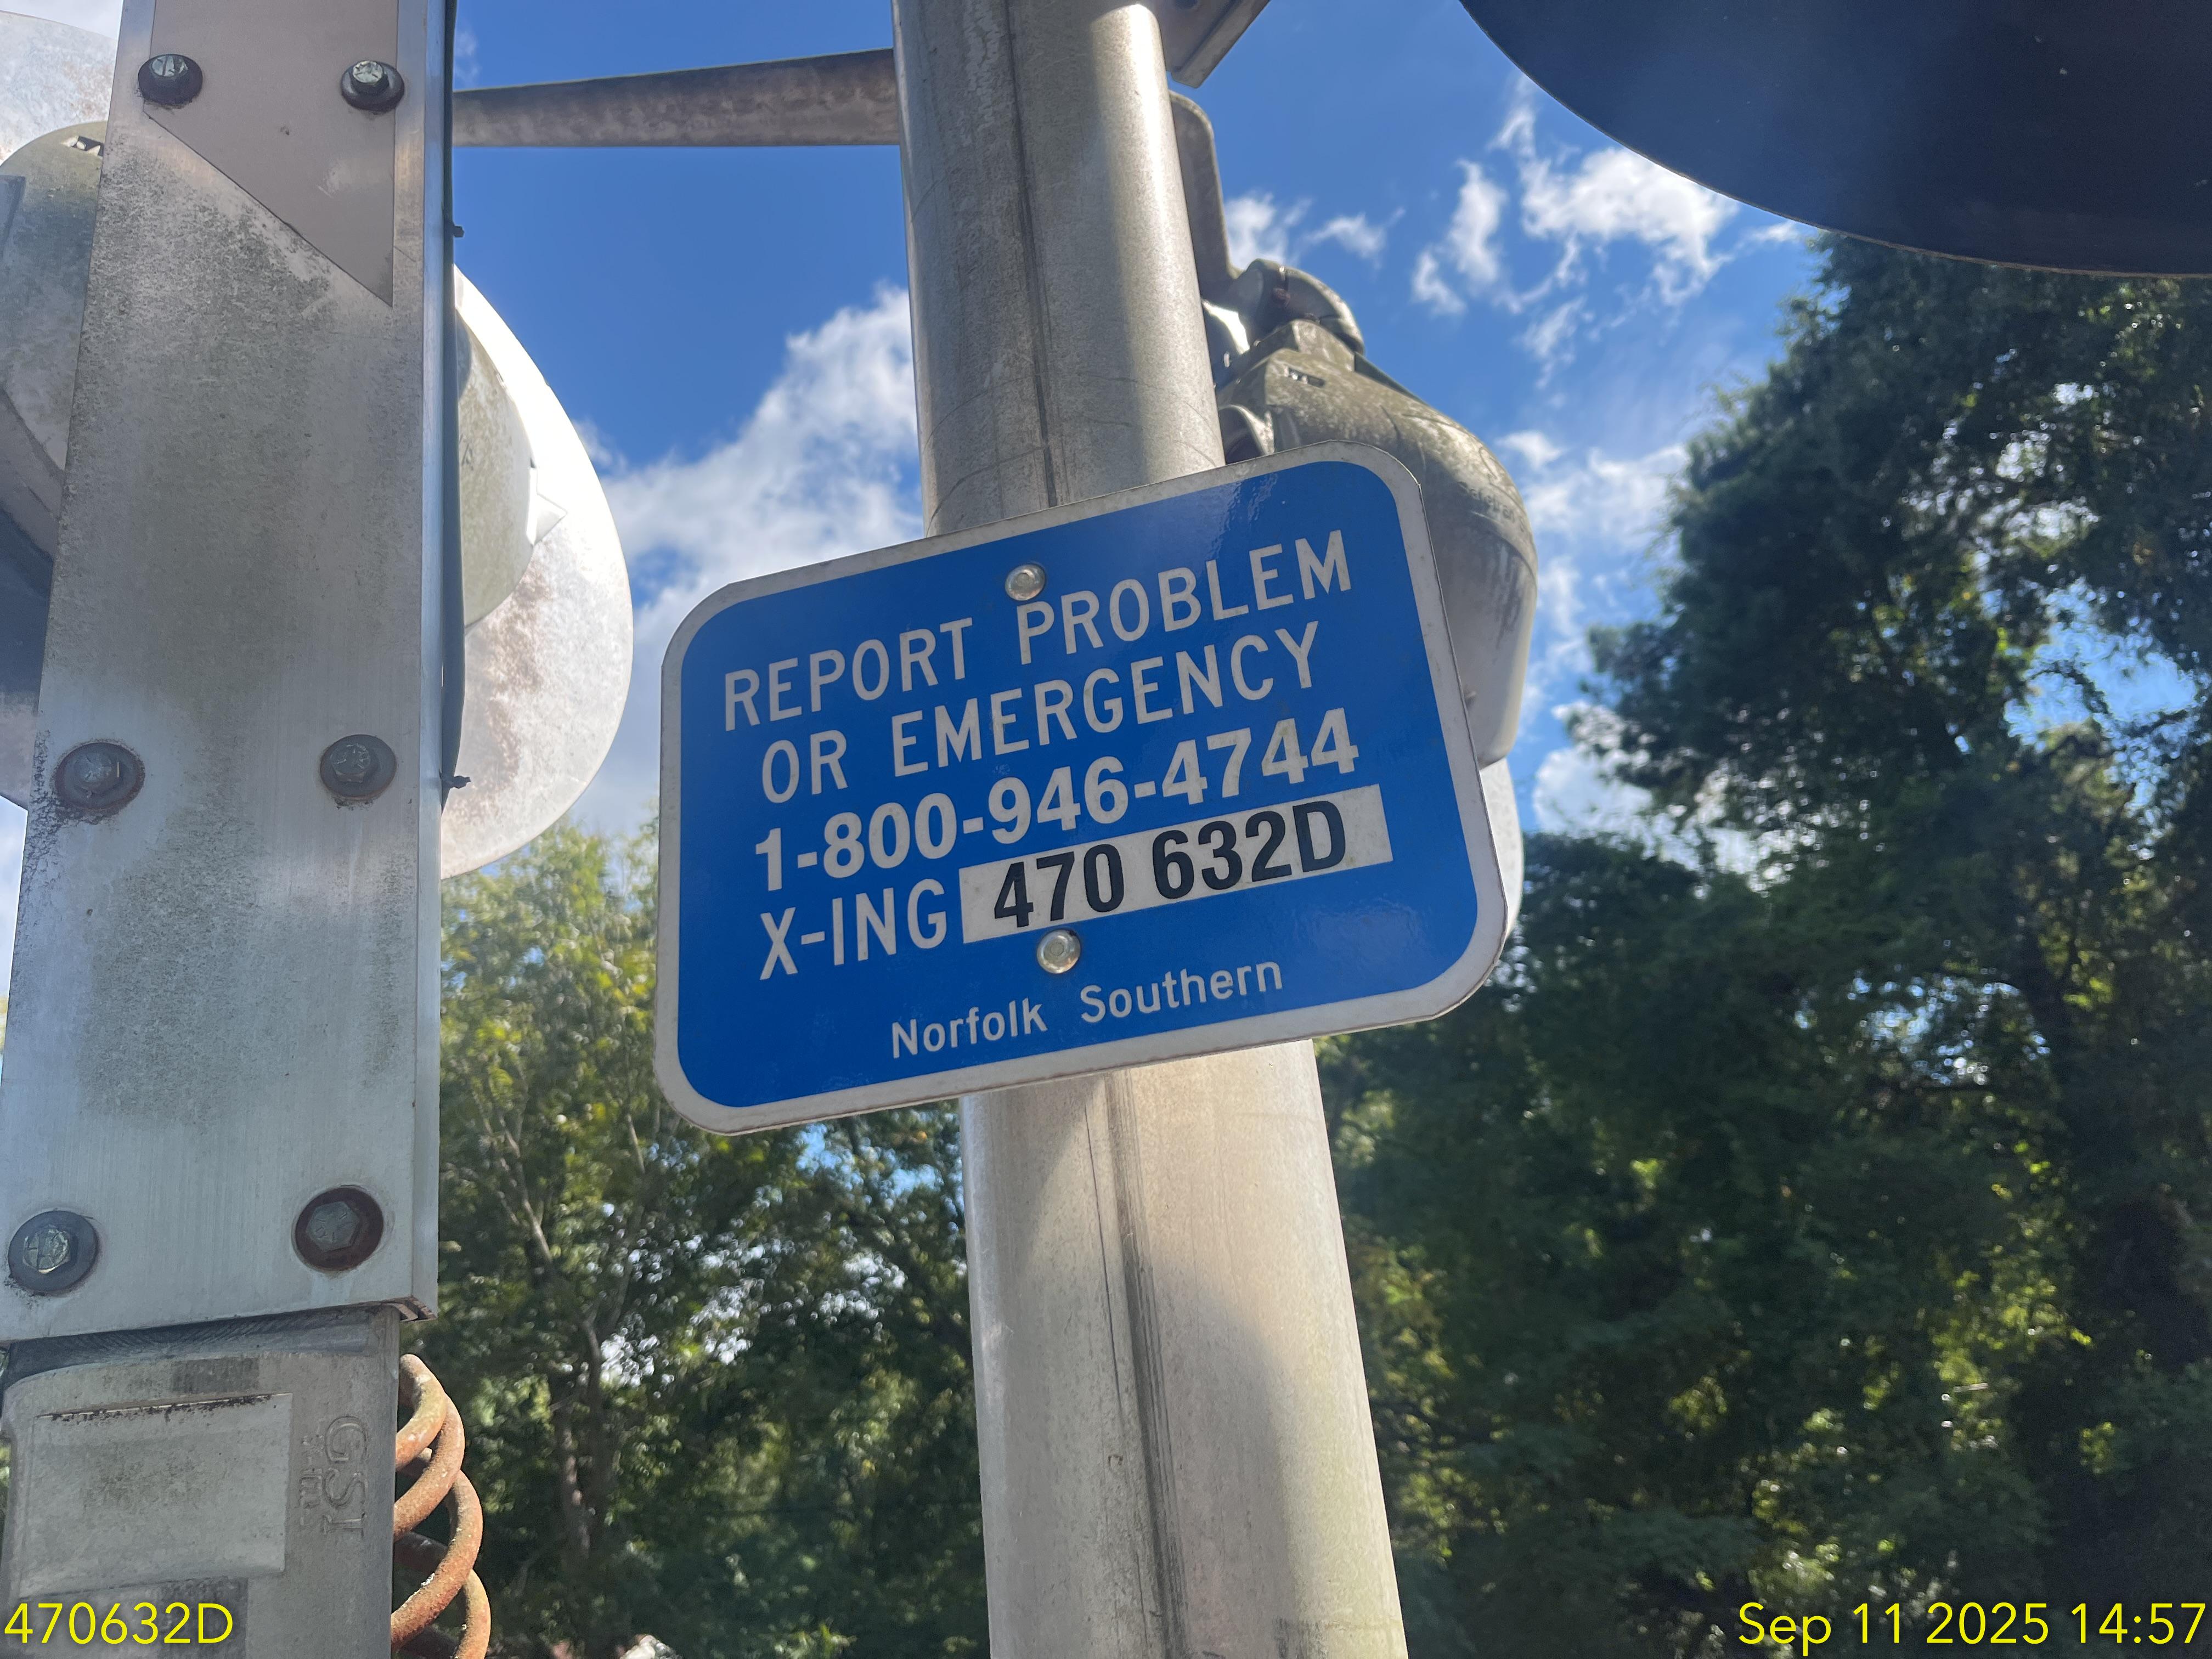 REPORT PROBLEM
OR EMERGENCY
1-800-946-4744
X-ING 470 632D
Norfolk Southern
GSI
470632D
Sep 11 2025 14:57